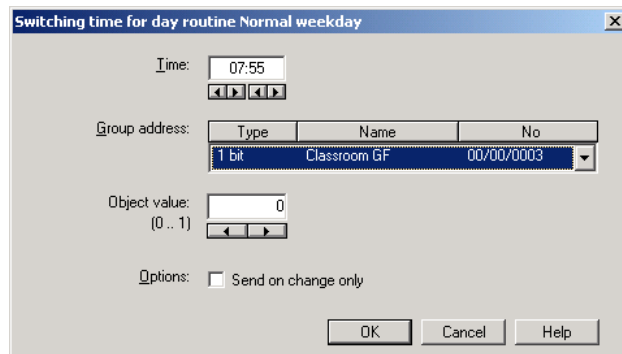 Switching time for day routine Normal weekday
Time: 07:55
Group address: Type Name No
1 bit Classroom GF 00/00/0003
Object value: 0
(0 .. 1)
Options: Send on change only
OK Cancel Help